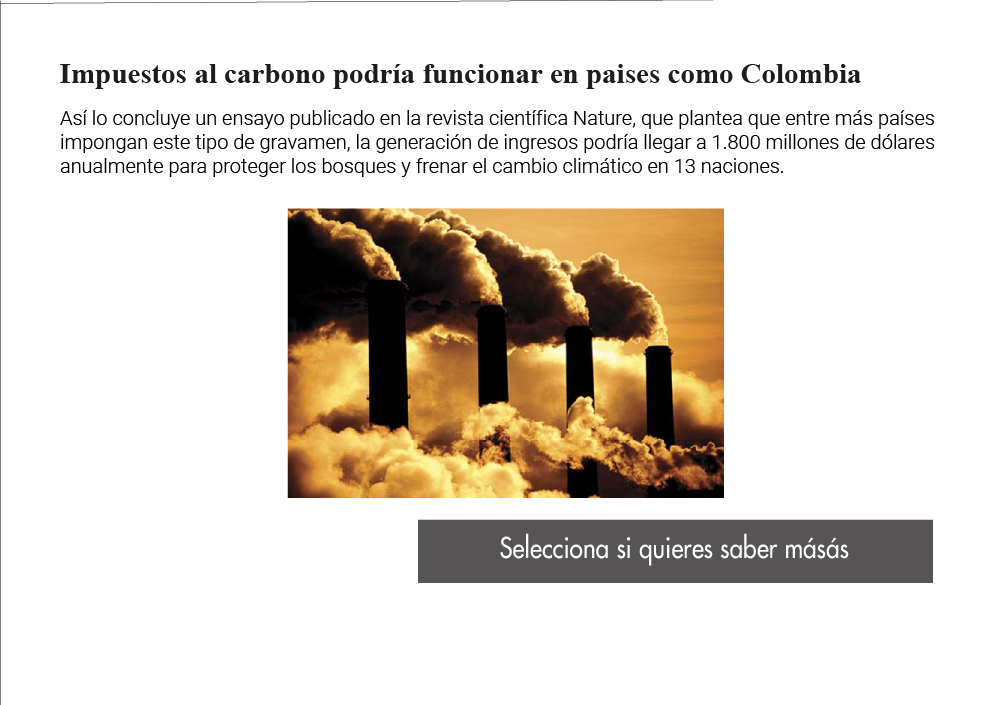 Impuestos al carbono podría funcionar en paises como Colombia
Así lo concluye un ensayo publicado en la revista científica Nature, que plantea que entre más países
impongan este tipo de gravamen, la generación de ingresos podría llegar a 1.800 millones de dólares
anualmente para proteger los bosques y frenar el cambio climático en 13 naciones.
Selecciona si quieres saber másás